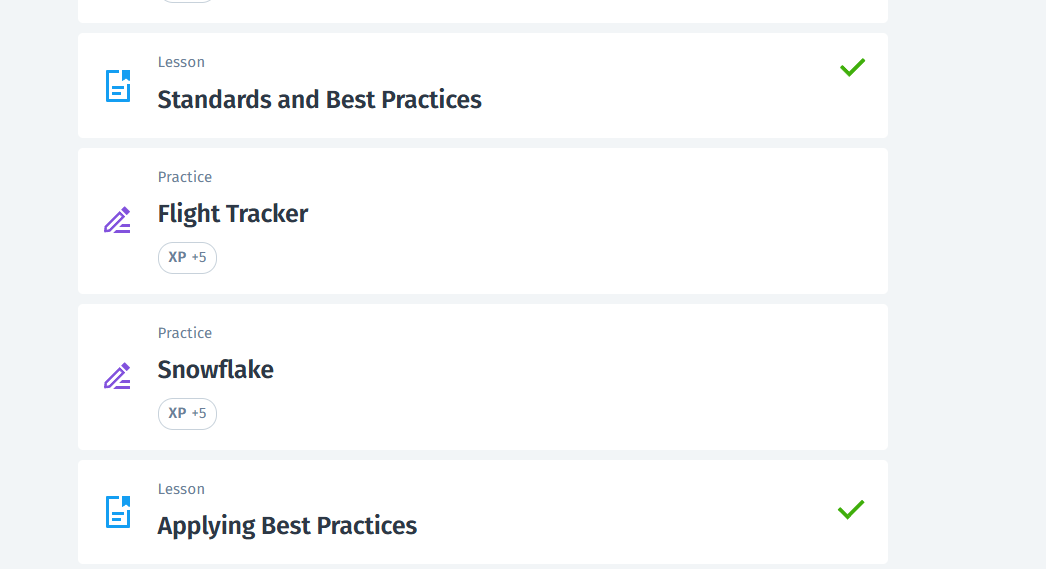 Lesson
Standards and Best Practices
Practice
Flight Tracker
XP +5
Practice
Snowflake
XP +5
Lesson
Applying Best Practices